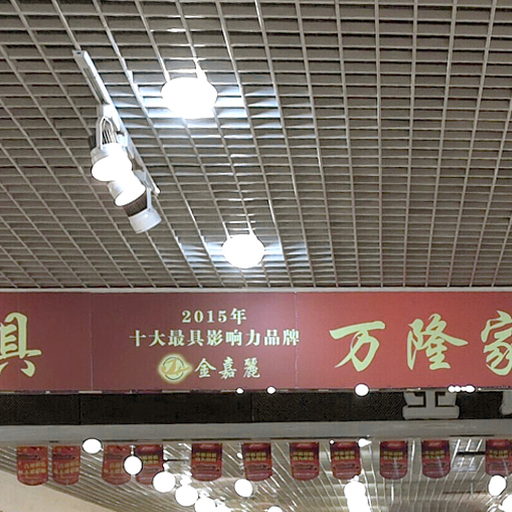 具
2015年
十大最具影响力品牌
金嘉麗
万隆家